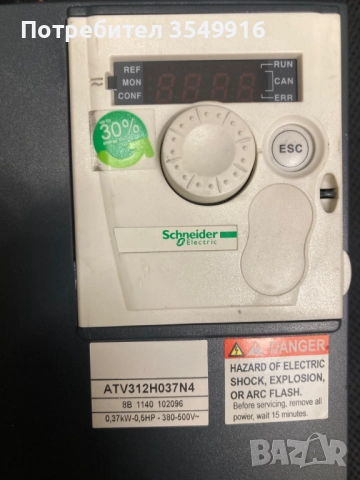 Потребител 3549916
REF
MON
CONF
RUN
CAN
ERR
30%
ESC
Schneider
Electric
ATV312H037N4
8B 1140 102096
0,37kW-0,5HP - 380-500V~
DANGER
HAZARD OF ELECTRIC
SHOCK, EXPLOSION,
OR ARC FLASH.
Before servicing, remove all
power, wait 15 minutes.
bazar.bg